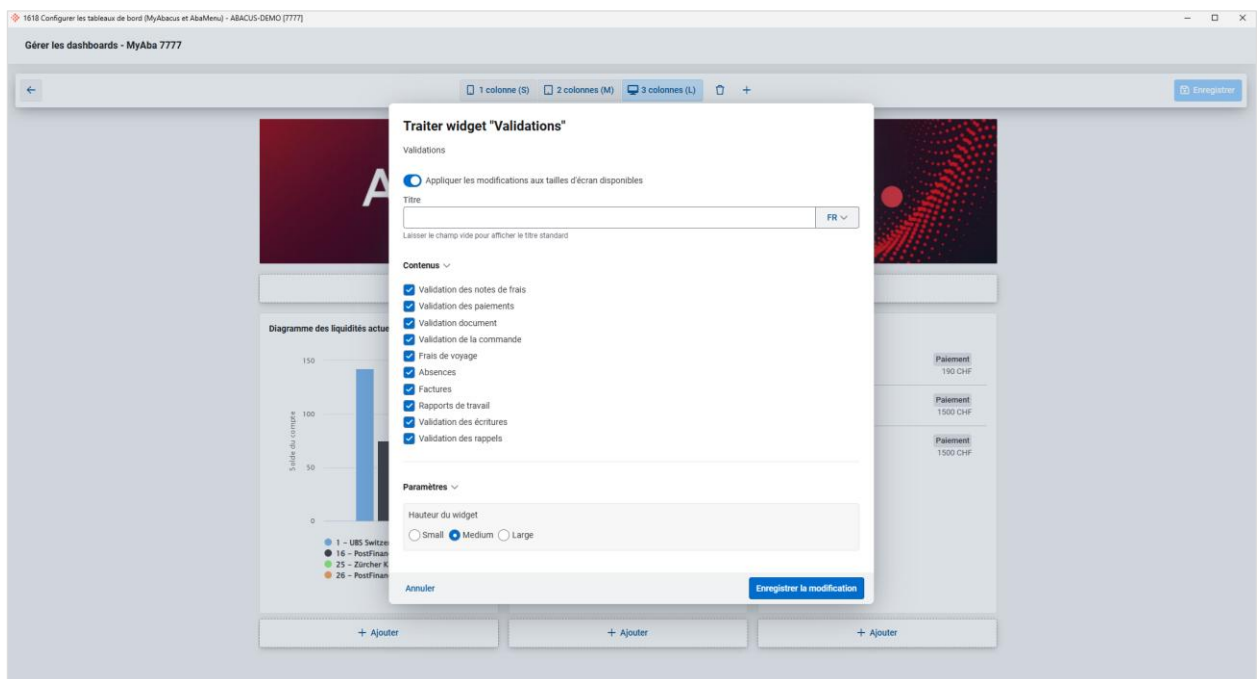 1618 Configurer les tableaux de bord (MyAbacus et AbaMenu) - ABACUS-DEMO [7777]
Gérer les dashboards - MyAba 7777
1 colonne (S) 2 colonnes (M) 3 colonnes (L)
Enregistrer
Traiter widget "Validations"
Validations
Appliquer les modifications aux tailles d'écran disponibles
Titre
FR
Laisser le champ vide pour afficher le titre standard
Contenus
Validation des notes de frais
Validation des paiements
Validation document
Validation de la commande
Frais de voyage
Absences
Factures
Rapports de travail
Validation des écritures
Validation des rappels
Paramètres
Hauteur du widget
Small Medium Large
Annuler
Enregistrer la modification
A
Diagramme des liquidités actue
150
100
50
0
Solde du compte
1 – UBS Switze
16 – PostFinan
25 – Zürcher K
26 – PostFinan
Paiement
190 CHF
Paiement
1500 CHF
Paiement
1500 CHF
+ Ajouter
+ Ajouter
+ Ajouter